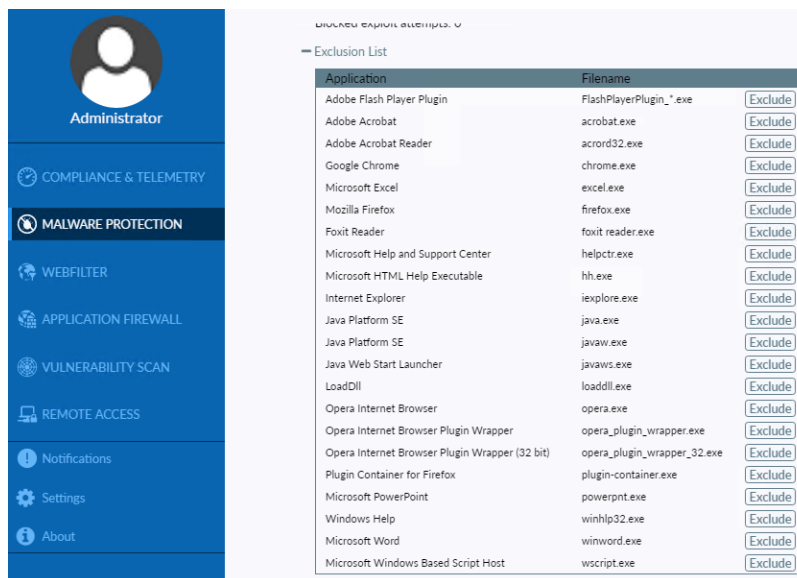 Administrator
COMPLIANCE & TELEMETRY
MALWARE PROTECTION
WEBFILTER
APPLICATION FIREWALL
VULNERABILITY SCAN
REMOTE ACCESS
Notifications
Settings
About
Blocked exploit attempts: 0
Exclusion List
Application Filename
Adobe Flash Player Plugin FlashPlayerPlugin_*.exe Exclude
Adobe Acrobat acrobat.exe Exclude
Adobe Acrobat Reader acrord32.exe Exclude
Google Chrome chrome.exe Exclude
Microsoft Excel excel.exe Exclude
Mozilla Firefox firefox.exe Exclude
Foxit Reader foxit reader.exe Exclude
Microsoft Help and Support Center helpctr.exe Exclude
Microsoft HTML Help Executable hh.exe Exclude
Internet Explorer iexplore.exe Exclude
Java Platform SE java.exe Exclude
Java Platform SE javaw.exe Exclude
Java Web Start Launcher javaws.exe Exclude
LoadDll loaddll.exe Exclude
Opera Internet Browser opera.exe Exclude
Opera Internet Browser Plugin Wrapper opera_plugin_wrapper.exe Exclude
Opera Internet Browser Plugin Wrapper (32 bit) opera_plugin_wrapper_32.exe Exclude
Plugin Container for Firefox plugin-container.exe Exclude
Microsoft PowerPoint powerpnt.exe Exclude
Windows Help winhlp32.exe Exclude
Microsoft Word winword.exe Exclude
Microsoft Windows Based Script Host wscript.exe Exclude